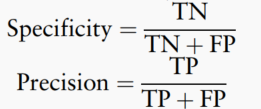 Specificity = TN / TN + FP
Precision = TP / TP + FP